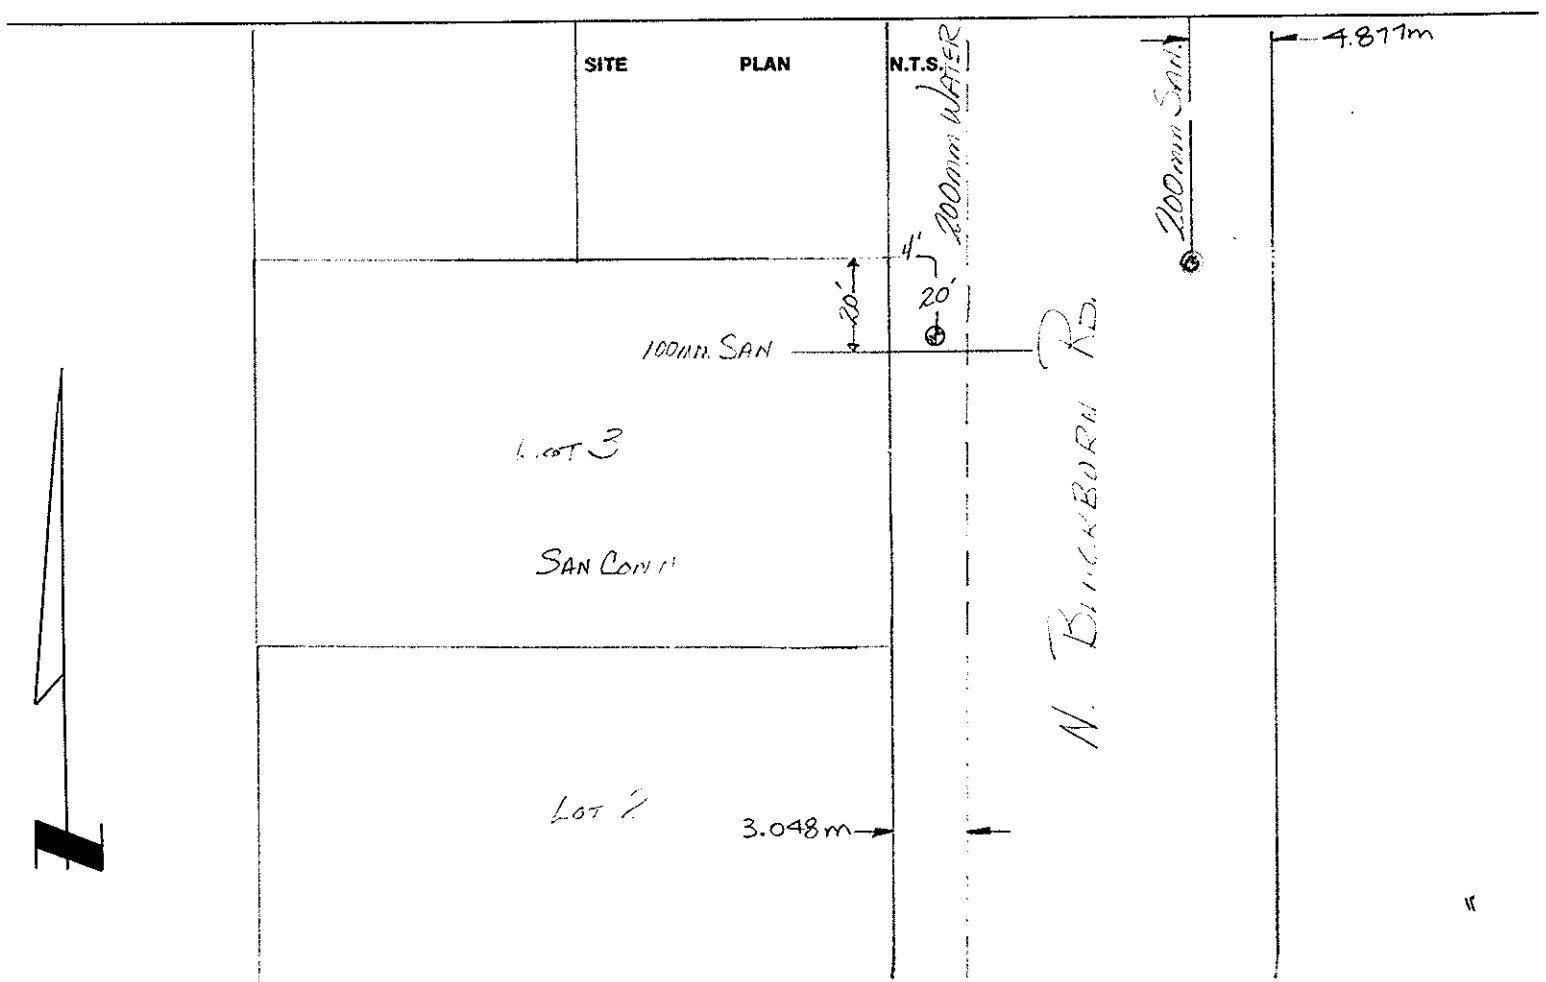 SITE PLAN N.T.S.
4.877m
200mm WATER
200mm SAN.
4'
20'
20'
100mm SAN
N. BLACKBURN RD.
LOT 3
SAN CONN
LOT 2
3.048m